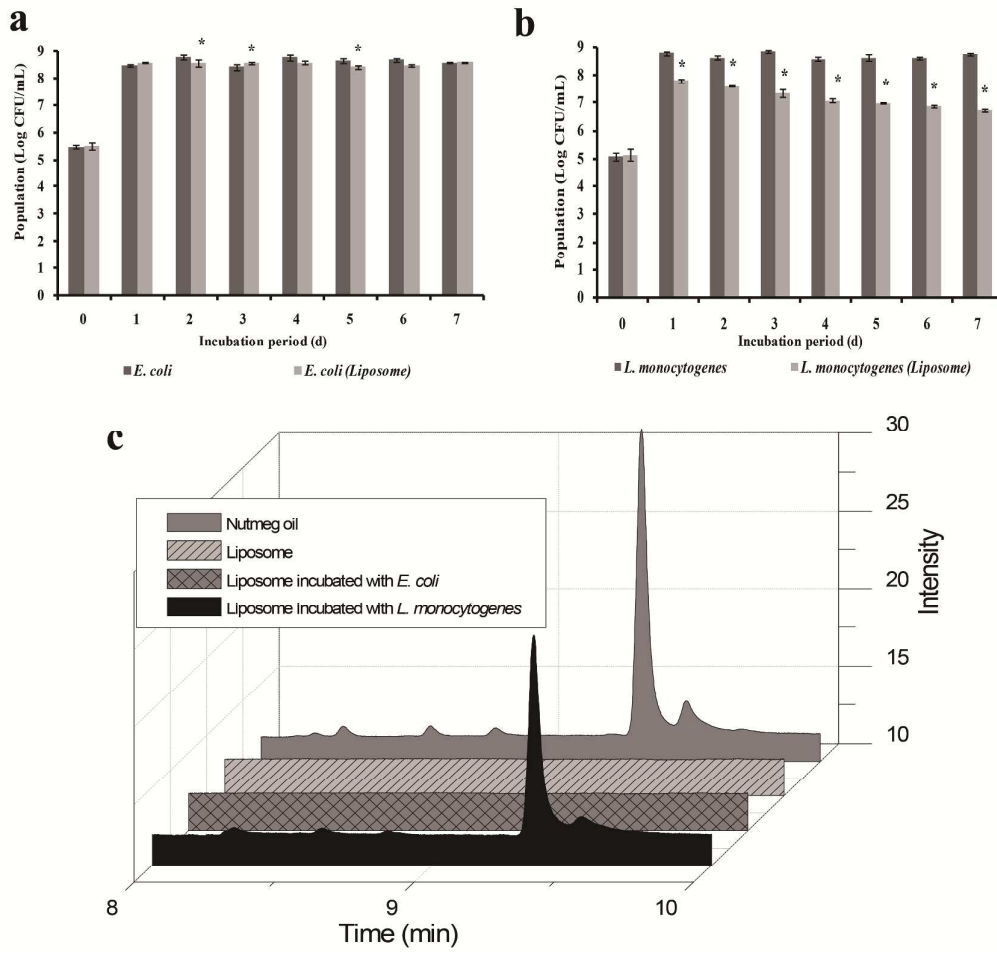 a
*
*
*
9
8
7
6
5
4
3
2
1
0
Population (Log CFU/mL)
0 1 2 3 4 5 6 7
Incubation period (d)
E. coli
E. coli (Liposome)
b
*
*
*
*
*
*
*
9
8
7
6
5
4
3
2
1
0
Population (Log CFU/mL)
0 1 2 3 4 5 6 7
Incubation period (d)
L. monocytogenes
L. monocytogenes (Liposome)
c
Nutmeg oil
Liposome
Liposome incubated with E. coli
Liposome incubated with L. monocytogenes
30
25
20
15
10
Intensity
8 9 10
Time (min)